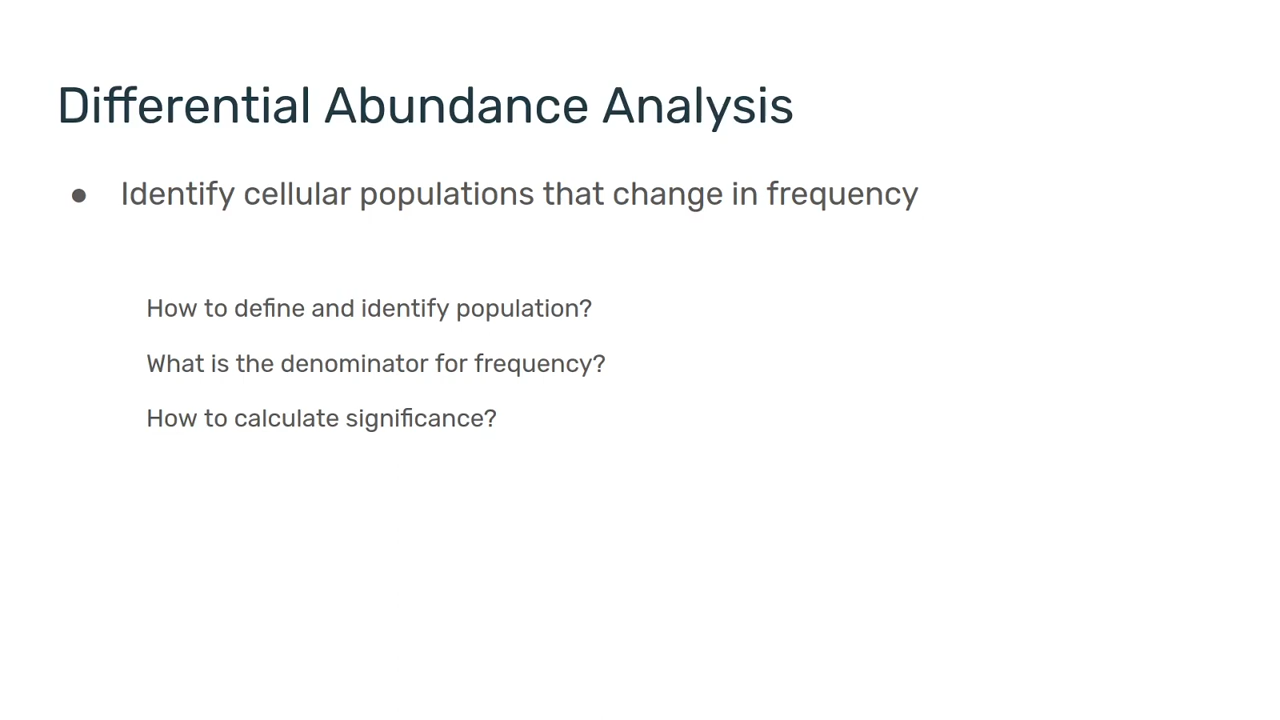 Differential Abundance Analysis
● Identify cellular populations that change in frequency
How to define and identify population?
What is the denominator for frequency?
How to calculate significance?